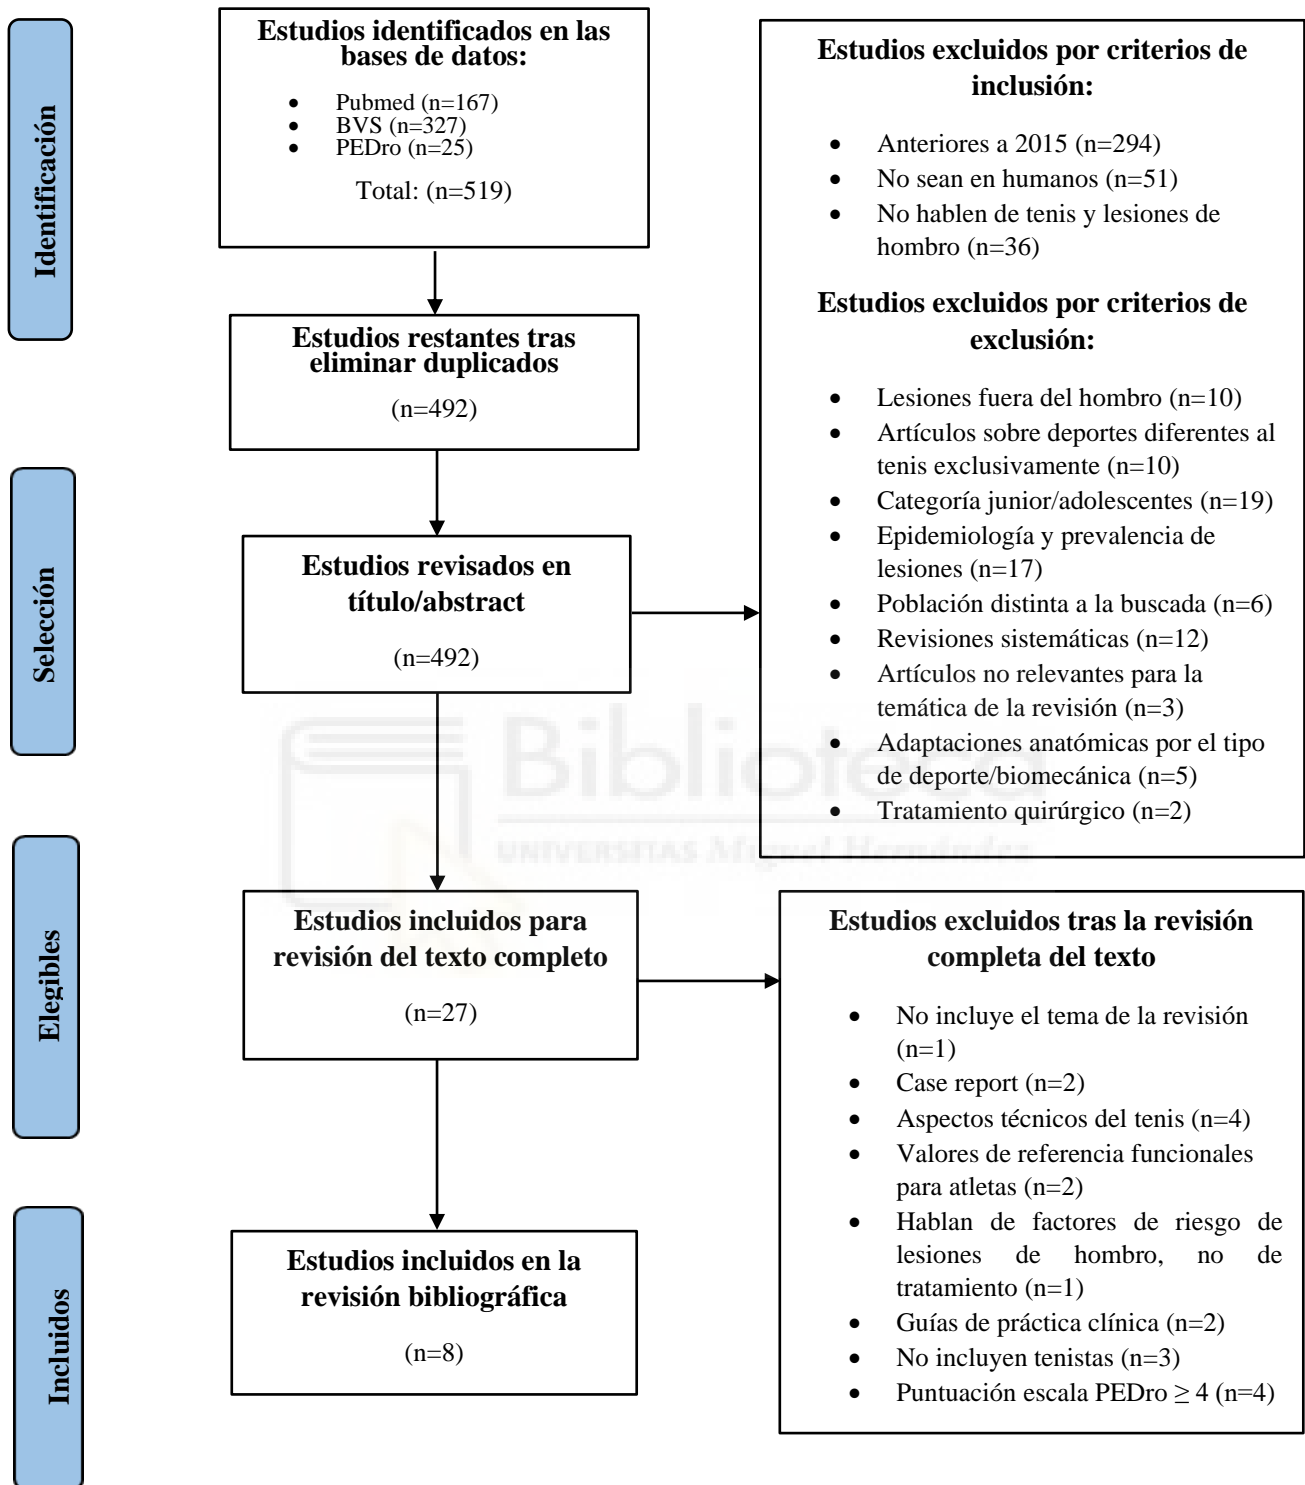 Identificación
Estudios identificados en las
bases de datos:
• Pubmed (n=167)
• BVS (n=327)
• PEDro (n=25)
Total: (n=519)
Estudios restantes tras
eliminar duplicados
(n=492)
Selección
Estudios revisados en
título/abstract
(n=492)
Estudios excluidos por criterios de
inclusión:
• Anteriores a 2015 (n=294)
• No sean en humanos (n=51)
• No hablen de tenis y lesiones de
hombro (n=36)
Estudios excluidos por criterios de
exclusión:
• Lesiones fuera del hombro (n=10)
• Artículos sobre deportes diferentes al
tenis exclusivamente (n=10)
• Categoría junior/adolescentes (n=19)
• Epidemiología y prevalencia de
lesiones (n=17)
• Población distinta a la buscada (n=6)
• Revisiones sistemáticas (n=12)
• Artículos no relevantes para la
temática de la revisión (n=3)
• Adaptaciones anatómicas por el tipo
de deporte/biomecánica (n=5)
• Tratamiento quirúrgico (n=2)
Biblioteca
UNIVERSITAS Miguel Hernández
Elegibles
Estudios incluidos para
revisión del texto completo
(n=27)
Estudios excluidos tras la revisión
completa del texto
• No incluye el tema de la revisión
(n=1)
• Case report (n=2)
• Aspectos técnicos del tenis (n=4)
• Valores de referencia funcionales
para atletas (n=2)
• Hablan de factores de riesgo de
lesiones de hombro, no de
tratamiento (n=1)
• Guías de práctica clínica (n=2)
• No incluyen tenistas (n=3)
• Puntuación escala PEDro ≥ 4 (n=4)
Incluidos
Estudios incluidos en la
revisión bibliográfica
(n=8)